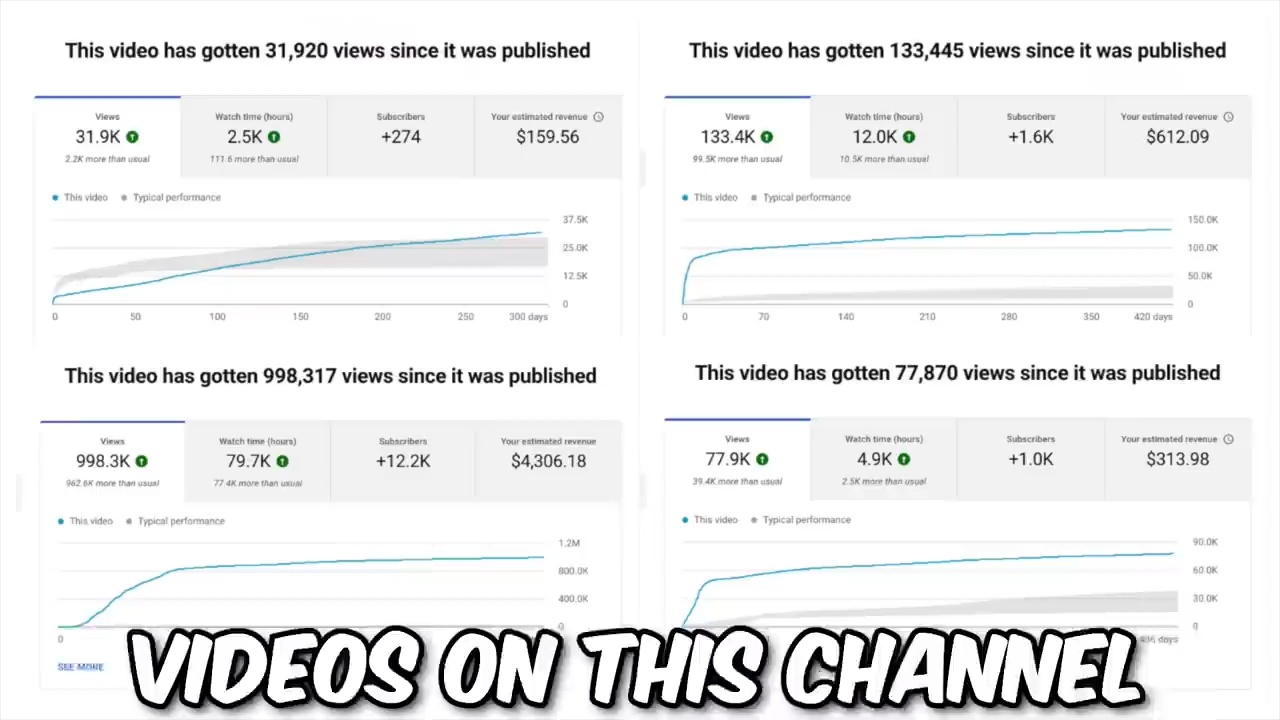 This video has gotten 31,920 views since it was published
Views
31.9K
2.2K more than usual
Watch time (hours)
2.5K
111.6 more than usual
Subscribers
+274
Your estimated revenue
$159.56
This video
Typical performance
37.5K
25.0K
12.5K
0
0 50 100 150 200 250 300 days
This video has gotten 133,445 views since it was published
Views
133.4K
99.5K more than usual
Watch time (hours)
12.0K
10.5K more than usual
Subscribers
+1.6K
Your estimated revenue
$612.09
This video
Typical performance
150.0K
100.0K
50.0K
0
0 70 140 210 280 350 420 days
This video has gotten 998,317 views since it was published
Views
998.3K
962.6K more than usual
Watch time (hours)
79.7K
77.4K more than usual
Subscribers
+12.2K
Your estimated revenue
$4,306.18
This video
Typical performance
1.2M
800.0K
400.0K
0
0
SEE MORE
This video has gotten 77,870 views since it was published
Views
77.9K
39.4K more than usual
Watch time (hours)
4.9K
2.5K more than usual
Subscribers
+1.0K
Your estimated revenue
$313.98
This video
Typical performance
90.0K
60.0K
30.0K
0
days
VIDEOS ON THIS CHANNEL